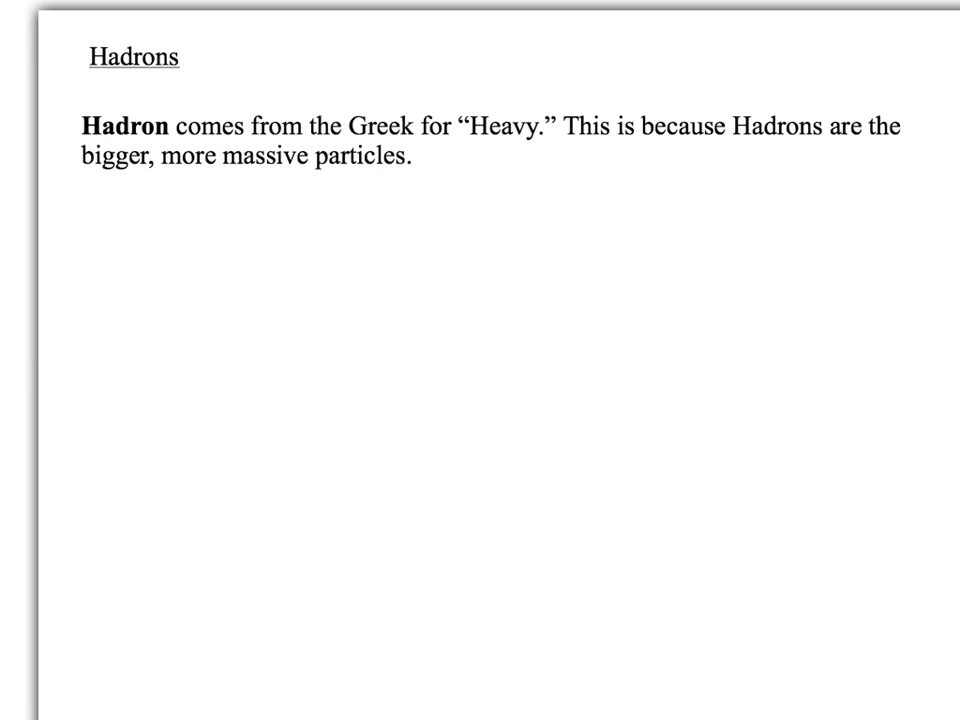 Hadrons
Hadron comes from the Greek for “Heavy.” This is because Hadrons are the
bigger, more massive particles.